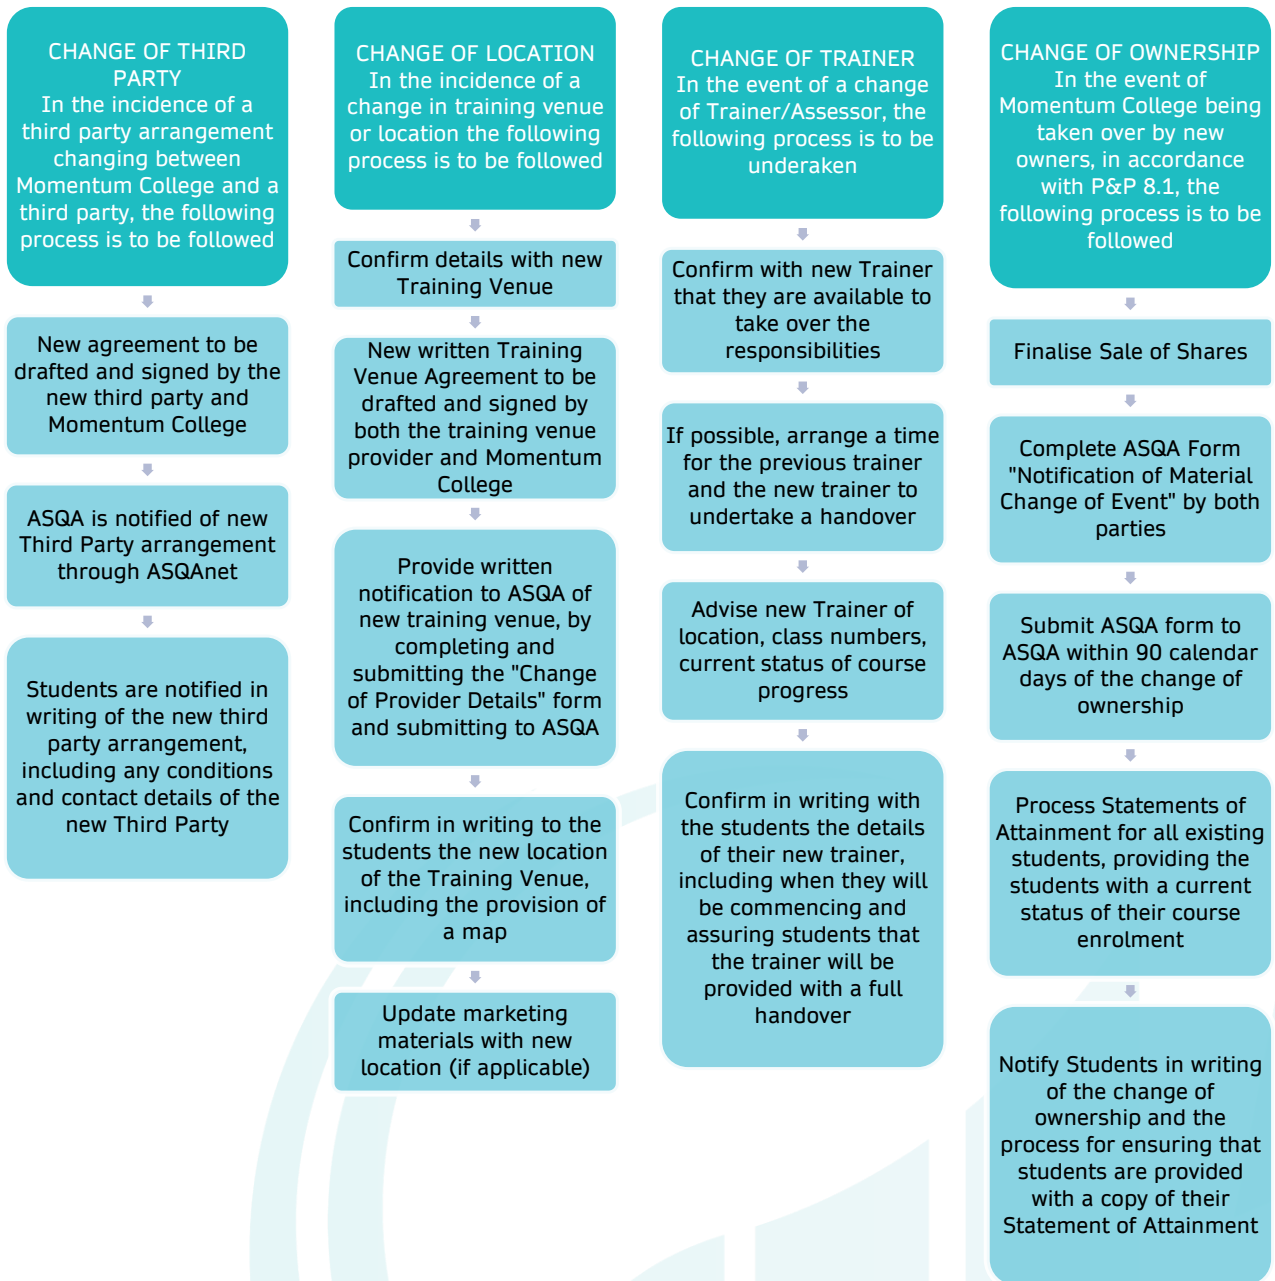 CHANGE OF THIRD
PARTY
In the incidence of a
third party arrangement
changing between
Momentum College and a
third party, the following
process is to be followed
New agreement to be
drafted and signed by the
new third party and
Momentum College
ASQA is notified of new
Third Party arrangement
through ASQAnet
Students are notified in
writing of the new third
party arrangement,
including any conditions
and contact details of the
new Third Party
CHANGE OF LOCATION
In the incidence of a
change in training venue
or location the following
process is to be followed
Confirm details with new
Training Venue
New written Training
Venue Agreement to be
drafted and signed by
both the training venue
provider and Momentum
College
Provide written
notification to ASQA of
new training venue, by
completing and
submitting the "Change
of Provider Details" form
and submitting to ASQA
Confirm in writing to the
students the new location
of the Training Venue,
including the provision of
a map
Update marketing
materials with new
location (if applicable)
CHANGE OF TRAINER
In the event of a change
of Trainer/Assessor, the
following process is to be
underaken
Confirm with new Trainer
that they are available to
take over the
responsibilities
If possible, arrange a time
for the previous trainer
and the new trainer to
undertake a handover
Advise new Trainer of
location, class numbers,
current status of course
progress
Confirm in writing with
the students the details
of their new trainer,
including when they will
be commencing and
assuring students that
the trainer will be
provided with a full
handover
CHANGE OF OWNERSHIP
In the event of
Momentum College being
taken over by new
owners, in accordance
with P&P 8.1, the
following process is to be
followed
Finalise Sale of Shares
Complete ASQA Form
"Notification of Material
Change of Event" by both
parties
Submit ASQA form to
ASQA within 90 calendar
days of the change of
ownership
Process Statements of
Attainment for all existing
students, providing the
students with a current
status of their course
enrolment
Notify Students in writing
of the change of
ownership and the
process for ensuring that
students are provided
with a copy of their
Statement of Attainment